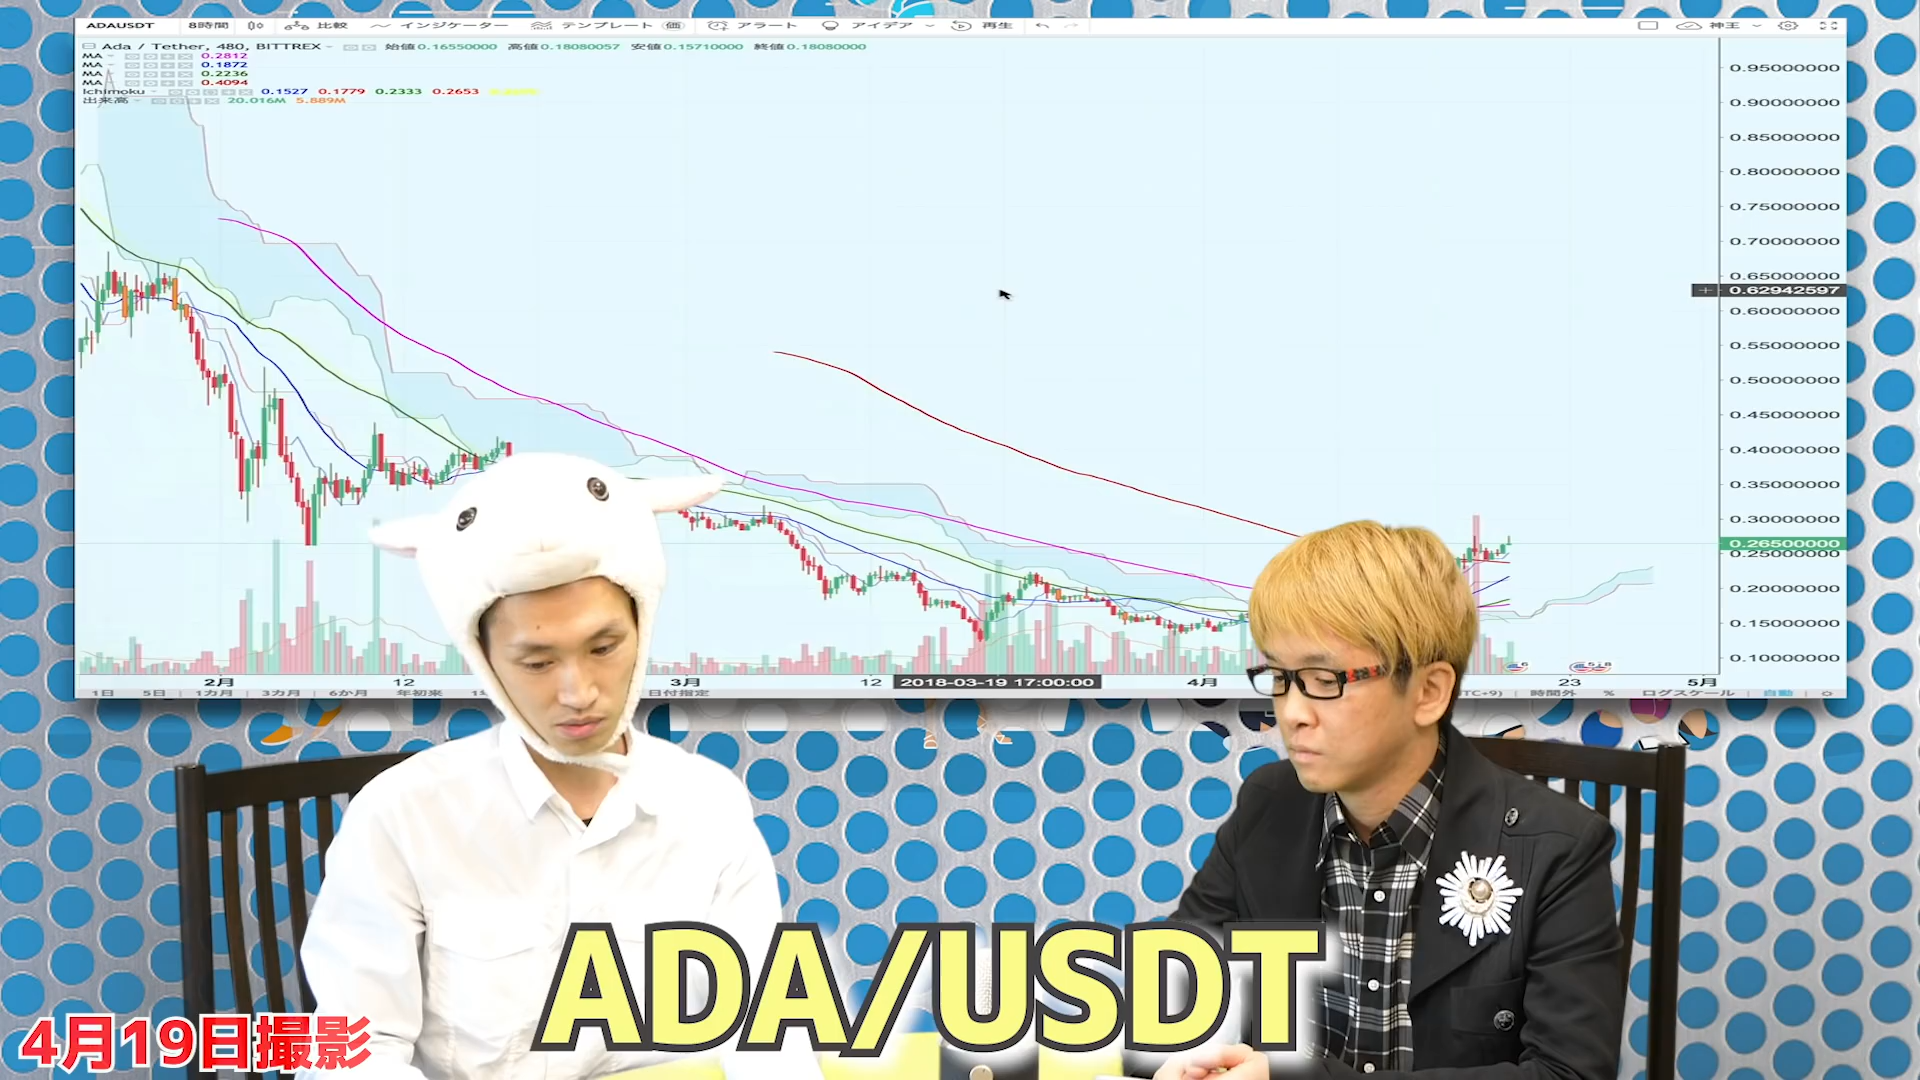 ADAUSDT 8時間 比較 インジケーター テンプレート アラート アイデア 再生 神王
Ada / Tether, 480, BITTREX 始値0.16550000 高値0.18080057 安値0.15710000 終値0.18080000
MA 0.2812
MA 0.1872
MA 0.2236
MA 0.4094
Ichimoku 0.1527 0.1779 0.2333 0.2653
出来高 20.016M 5.889M
0.95000000
0.90000000
0.85000000
0.80000000
0.75000000
0.70000000
0.65000000
0.62942597
0.60000000
0.55000000
0.50000000
0.45000000
0.40000000
0.35000000
0.30000000
0.26500000
0.25000000
0.20000000
0.15000000
0.10000000
2月 12 3月 12 2018-03-19 17:00:00 4月 23 5月
1日 5日 1カ月 3カ月 6か月 年初来 日付指定 時間外 % ログスケール 自動
ADA/USDT
4月19日撮影